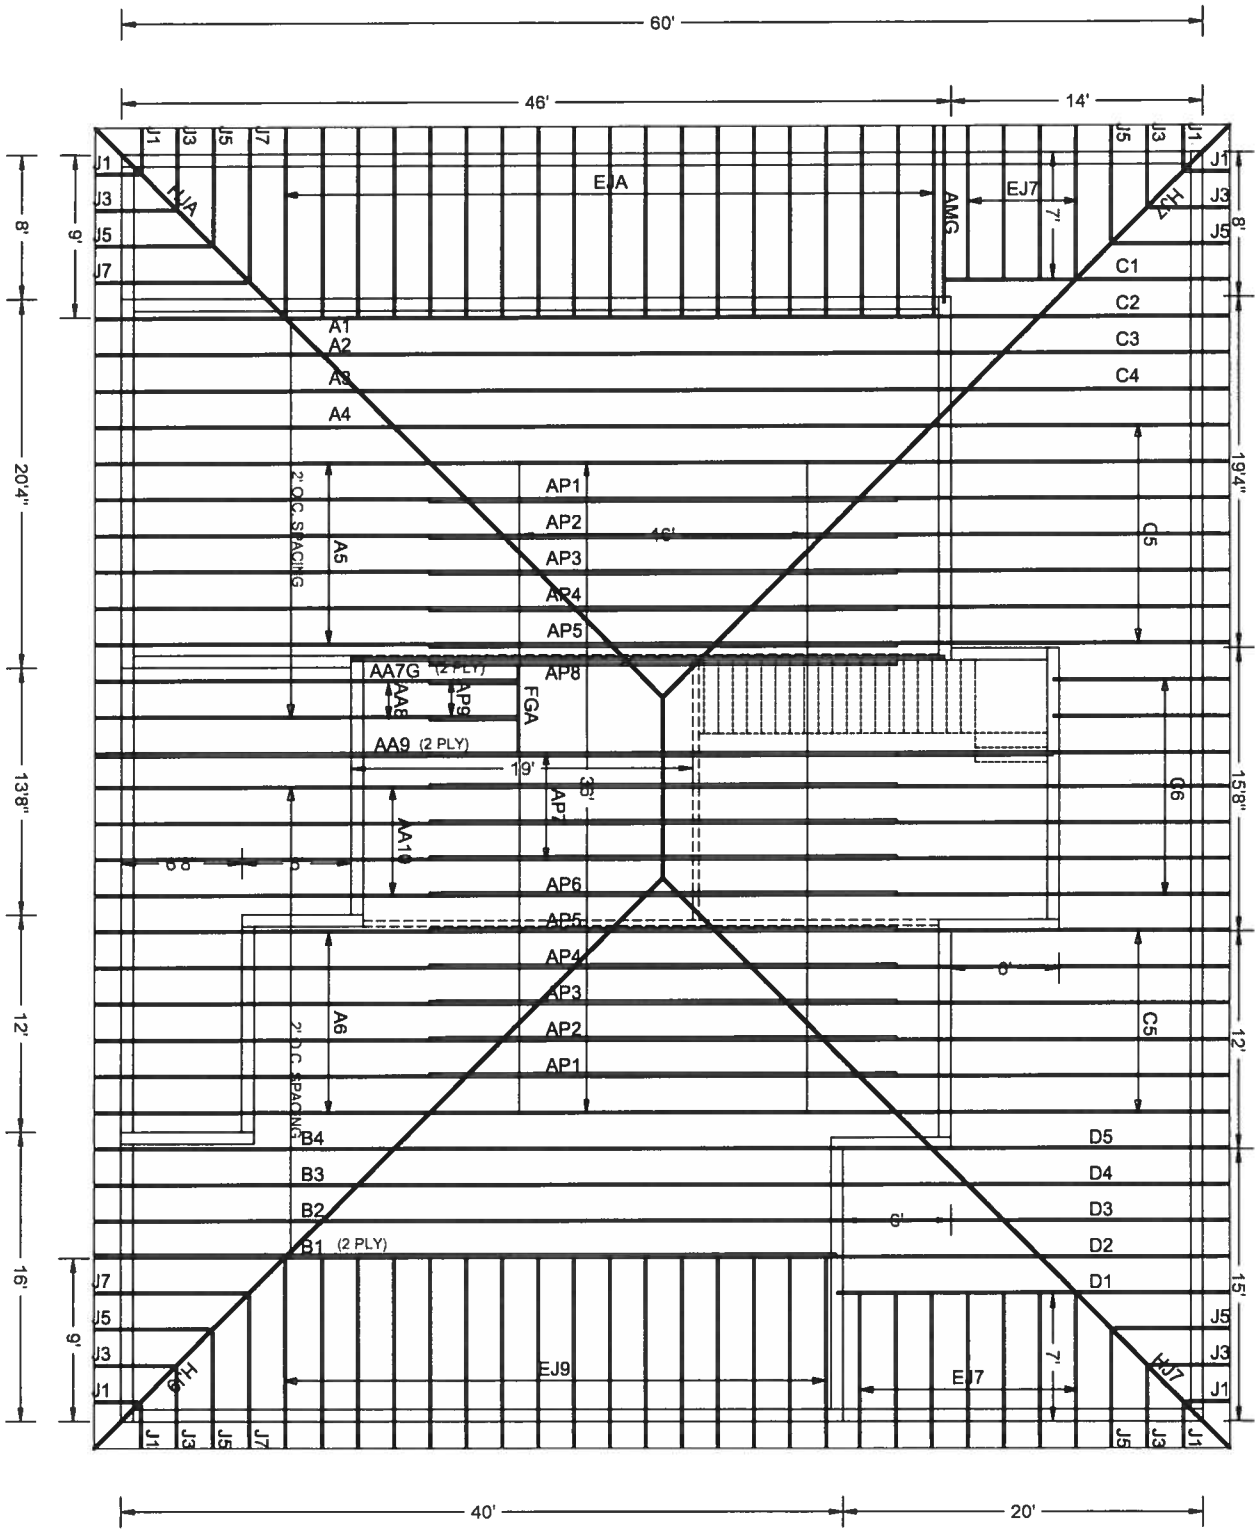 60'
46'
14'
J1
J3
J5
J7
J5
J3
J1
J1
J3
J5
J7
HJA
EJA
AMG
EJ7
7'
HJ7
J1
J3
J5
8'
9'
8'
C1
C2
C3
C4
A1
A2
A3
A4
20'4"
19'4"
2' O.C. SPACING
A5
AP1
AP2
16'
AP3
AP4
AP5
AP8
C5
AA7G (2 PLY)
AA8
AP9
FGA
AA9 (2 PLY)
19'
36'
AP7
AA10
C6
13'8"
15'8"
6'8"
6'
AP6
AP5
AP4
AP3
AP2
AP1
6'
A6
C5
12'
12'
2' O.C. SPACING
B4
B3
B2
B1 (2 PLY)
D5
D4
D3
D2
D1
6'
16'
15'
9'
J7
J5
J3
J1
HJ9
EJ9
EJ7
7'
HJ7
J5
J3
J1
J1
J3
J5
J7
J5
J3
J1
40'
20'